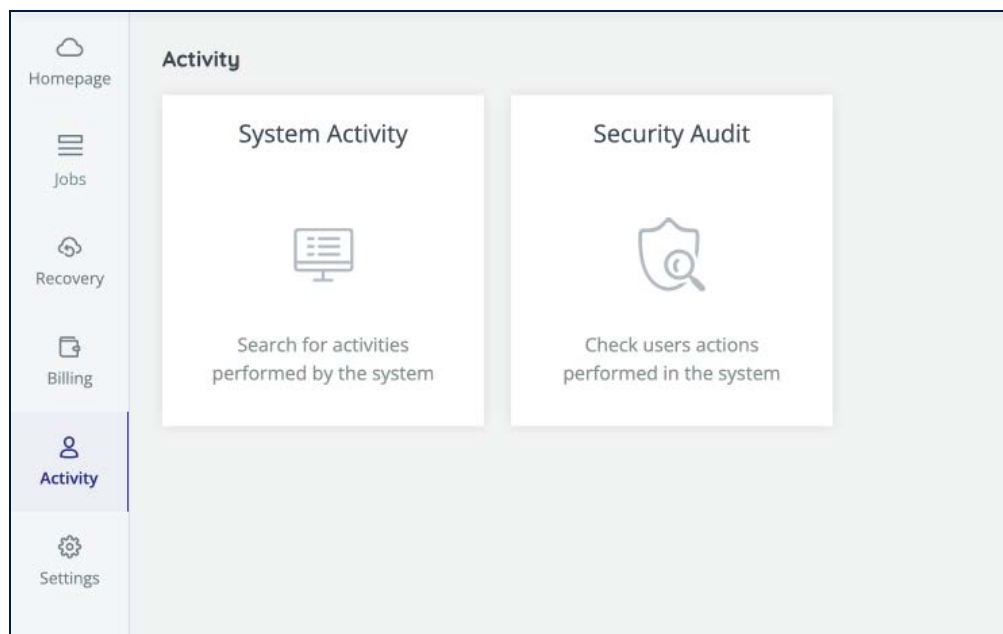 Homepage
Jobs
Recovery
Billing
Activity
Settings
Activity
System Activity
Search for activities
performed by the system
Security Audit
Check users actions
performed in the system